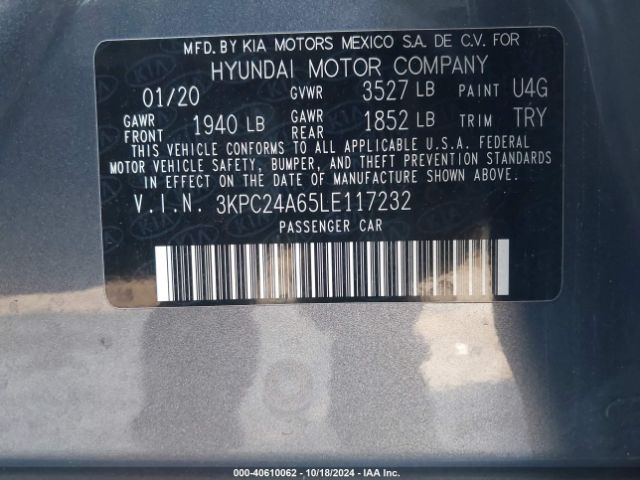 MFD. BY KIA MOTORS MEXICO S.A. DE C.V. FOR
HYUNDAI MOTOR COMPANY
01/20 GVWR 3527 LB PAINT U4G
GAWR FRONT 1940 LB GAWR REAR 1852 LB TRIM TRY
THIS VEHICLE CONFORMS TO ALL APPLICABLE U.S.A. FEDERAL
MOTOR VEHICLE SAFETY, BUMPER, AND THEFT PREVENTION STANDARDS
IN EFFECT ON THE DATE OF MANUFACTURE SHOWN ABOVE.
V.I.N. 3KPC24A65LE117232
PASSENGER CAR
000-40610062 - 10/18/2024 - IAA Inc.